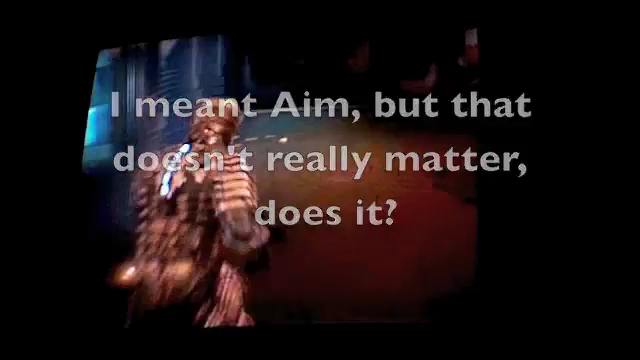 I meant Aim, but that
doesn't really matter,
does it?